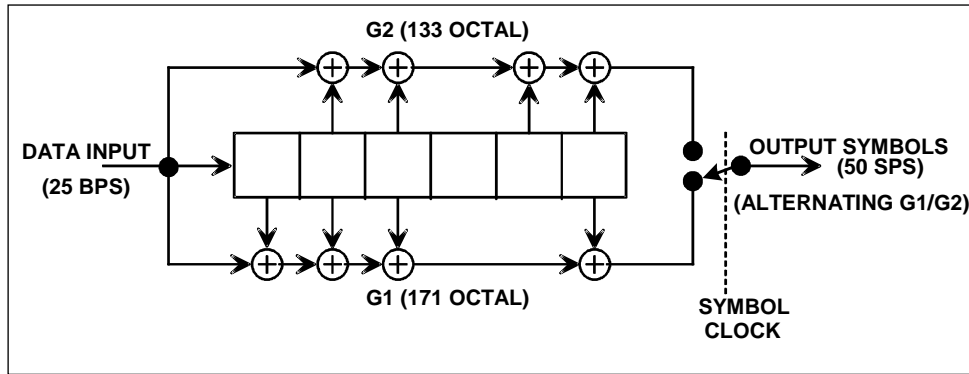 G2 (133 OCTAL)
DATA INPUT
(25 BPS)
OUTPUT SYMBOLS
(50 SPS)
(ALTERNATING G1/G2)
G1 (171 OCTAL)
SYMBOL
CLOCK